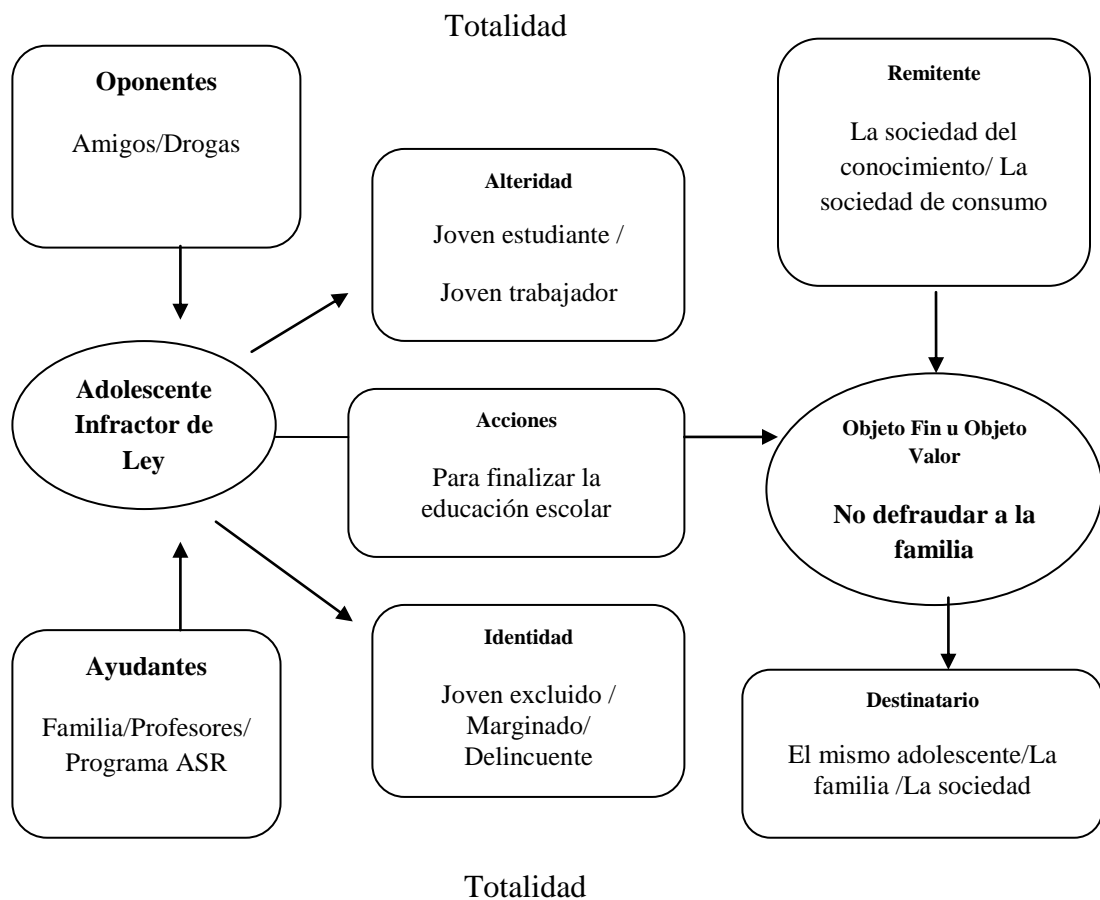 Totalidad
Oponentes
Amigos/Drogas
Remitente
La sociedad del
conocimiento/ La
sociedad de consumo
Alteridad
Joven estudiante /
Joven trabajador
Adolescente
Infractor de
Ley
Acciones
Para finalizar la
educación escolar
Objeto Fin u Objeto
Valor
No defraudar a la
familia
Ayudantes
Familia/Profesores/
Programa ASR
Identidad
Joven excluido /
Marginado/
Delincuente
Destinatario
El mismo adolescente/La
familia /La sociedad
Totalidad